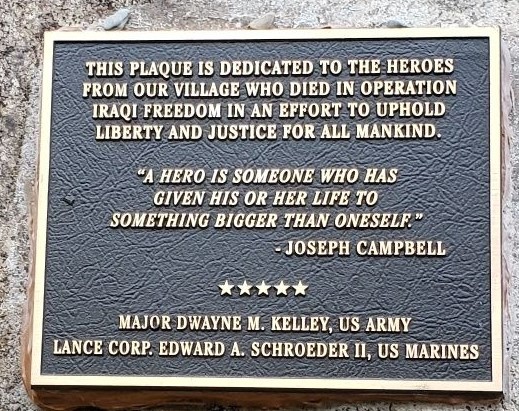 THIS PLAQUE IS DEDICATED TO THE HEROES
FROM OUR VILLAGE WHO DIED IN OPERATION
IRAQI FREEDOM IN AN EFFORT TO UPHOLD
LIBERTY AND JUSTICE FOR ALL MANKIND.
“A HERO IS SOMEONE WHO HAS
GIVEN HIS OR HER LIFE TO
SOMETHING BIGGER THAN ONESELF.”
- JOSEPH CAMPBELL
MAJOR DWAYNE M. KELLEY, US ARMY
LANCE CORP. EDWARD A. SCHROEDER II, US MARINES